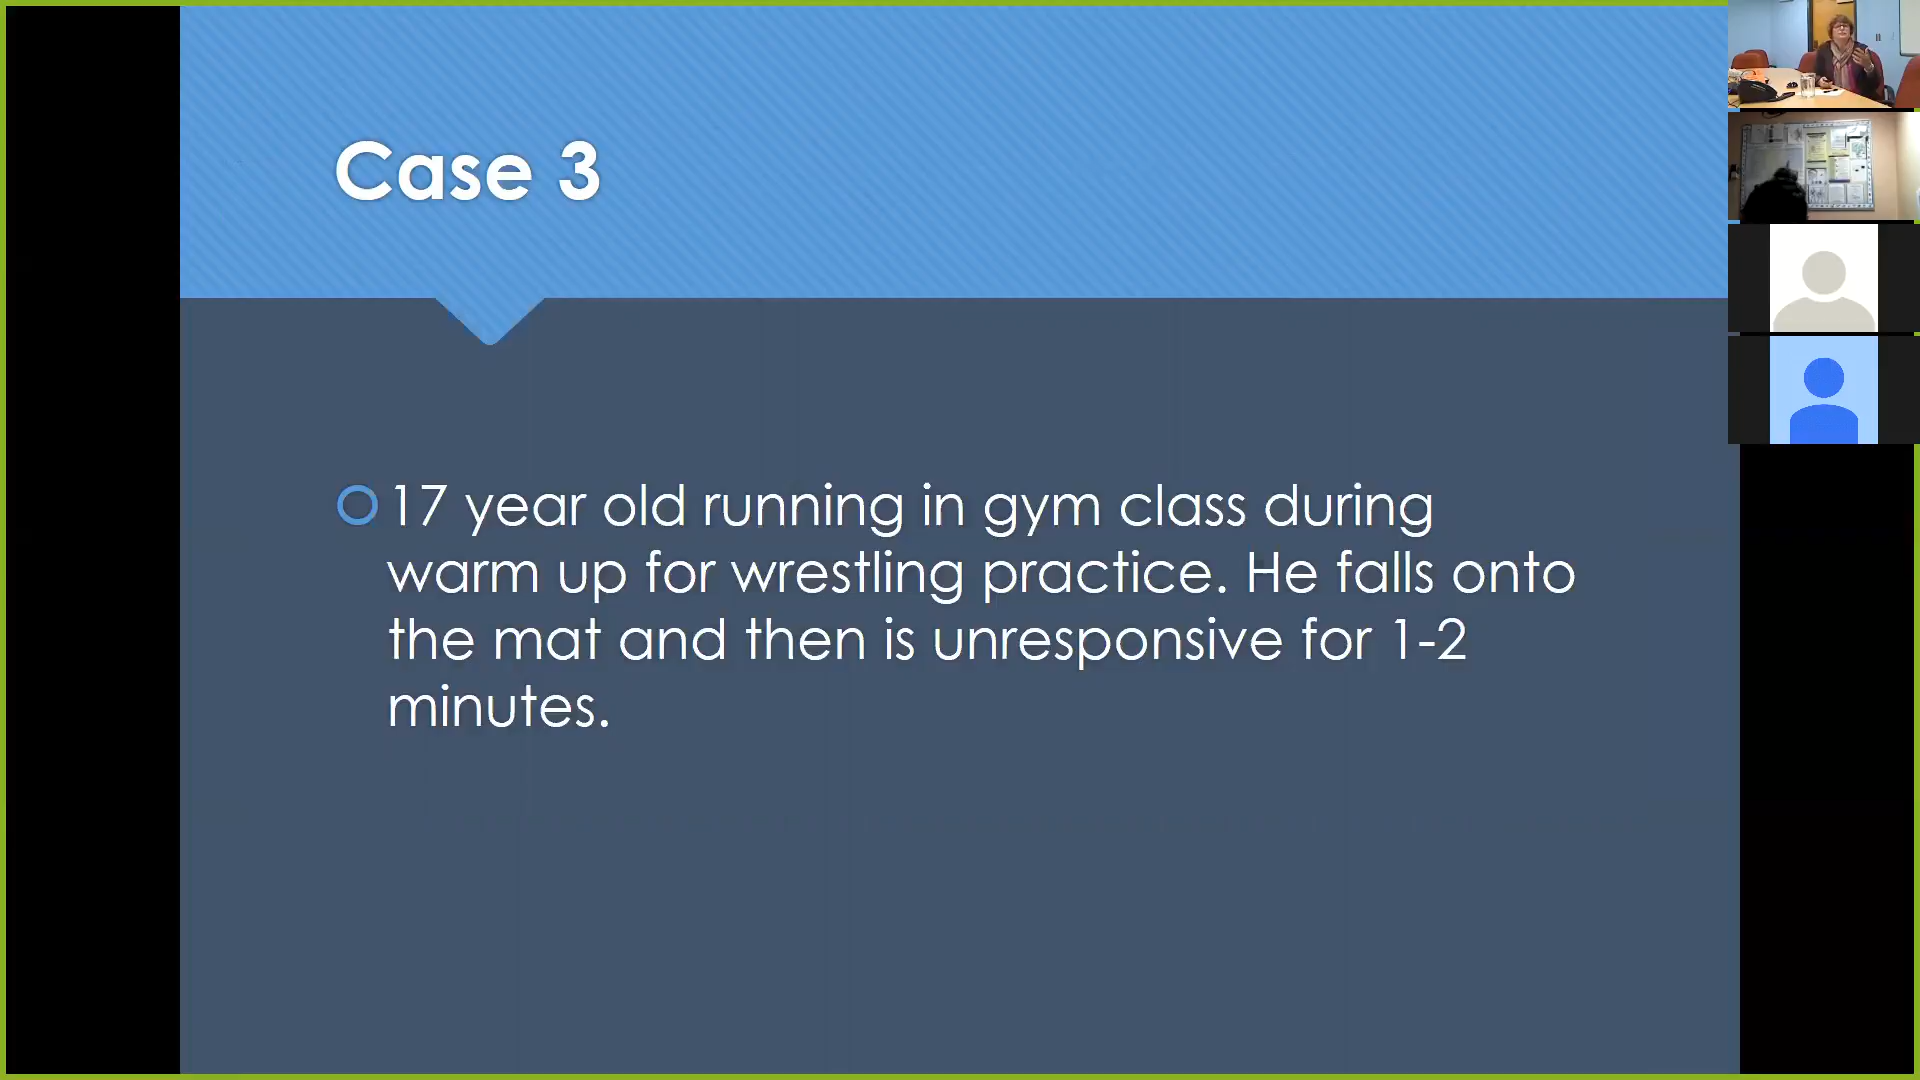 Case 3
17 year old running in gym class during
warm up for wrestling practice. He falls onto
the mat and then is unresponsive for 1-2
minutes.